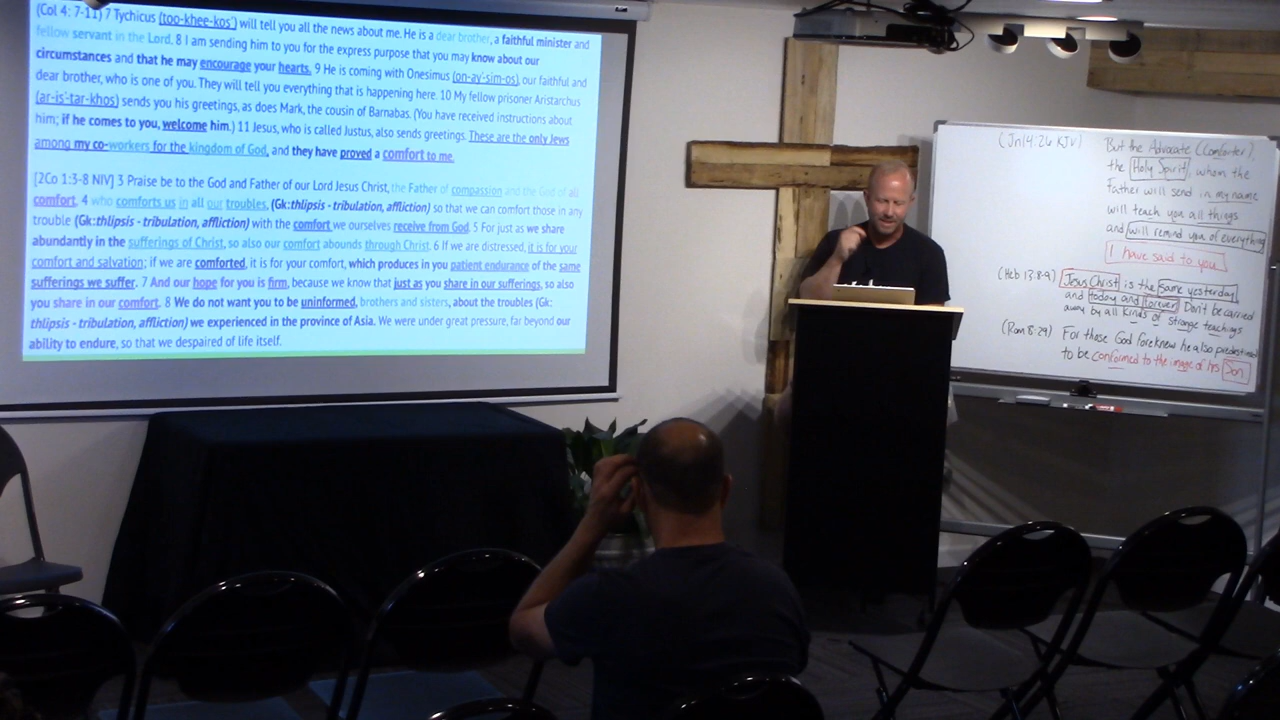 (Col 4: 7-11) 7 Tychicus (too-khee-kos') will tell you all the news about me. He is a dear brother, a faithful minister and
fellow servant in the Lord. 8 I am sending him to you for the express purpose that you may know about our
circumstances and that he may encourage your hearts. 9 He is coming with Onesimus (on-ay'-sim-os), our faithful and
dear brother, who is one of you. They will tell you everything that is happening here. 10 My fellow prisoner Aristarchus
(ar-is'-tar-khos) sends you his greetings, as does Mark, the cousin of Barnabas. (You have received instructions about
him; if he comes to you, welcome him.) 11 Jesus, who is called Justus, also sends greetings. These are the only Jews
among my co-workers for the kingdom of God, and they have proved a comfort to me.
[2Co 1:3-8 NIV] 3 Praise be to the God and Father of our Lord Jesus Christ, the Father of compassion and the God of all
comfort, 4 who comforts us in all our troubles, (Gk:thlipsis - tribulation, affliction) so that we can comfort those in any
trouble (Gk:thlipsis - tribulation, affliction) with the comfort we ourselves receive from God. 5 For just as we share
abundantly in the sufferings of Christ, so also our comfort abounds through Christ. 6 If we are distressed, it is for your
comfort and salvation; if we are comforted, it is for your comfort, which produces in you patient endurance of the same
sufferings we suffer. 7 And our hope for you is firm, because we know that just as you share in our sufferings, so also
you share in our comfort. 8 We do not want you to be uninformed, brothers and sisters, about the troubles (Gk:
thlipsis - tribulation, affliction) we experienced in the province of Asia. We were under great pressure, far beyond our
ability to endure, so that we despaired of life itself.
(Jn 14:26 KJV) But the Advocate (Comforter),
the Holy Spirit, whom the
Father will send in my name
will teach you all things
and will remind you of everything
I have said to you
(Heb 13:8-9) Jesus Christ is the same yesterday,
and today and forever. Don't be carried
away by all kinds of strange teachings
(Rom 8:29) For those God foreknew he also predestined
to be conformed to the image of his Son